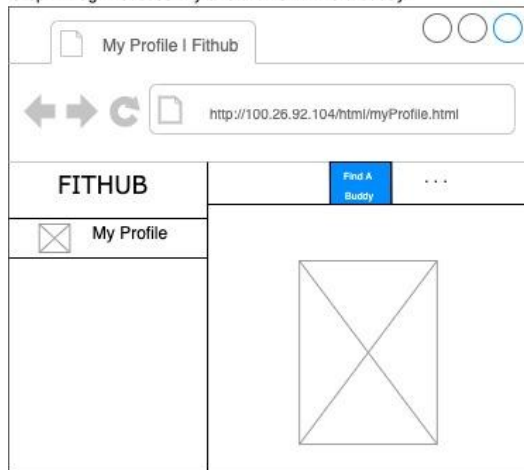 My Profile I Fithub
http://100.26.92.104/html/myProfile.html
FITHUB
Find A
Buddy
. . .
My Profile